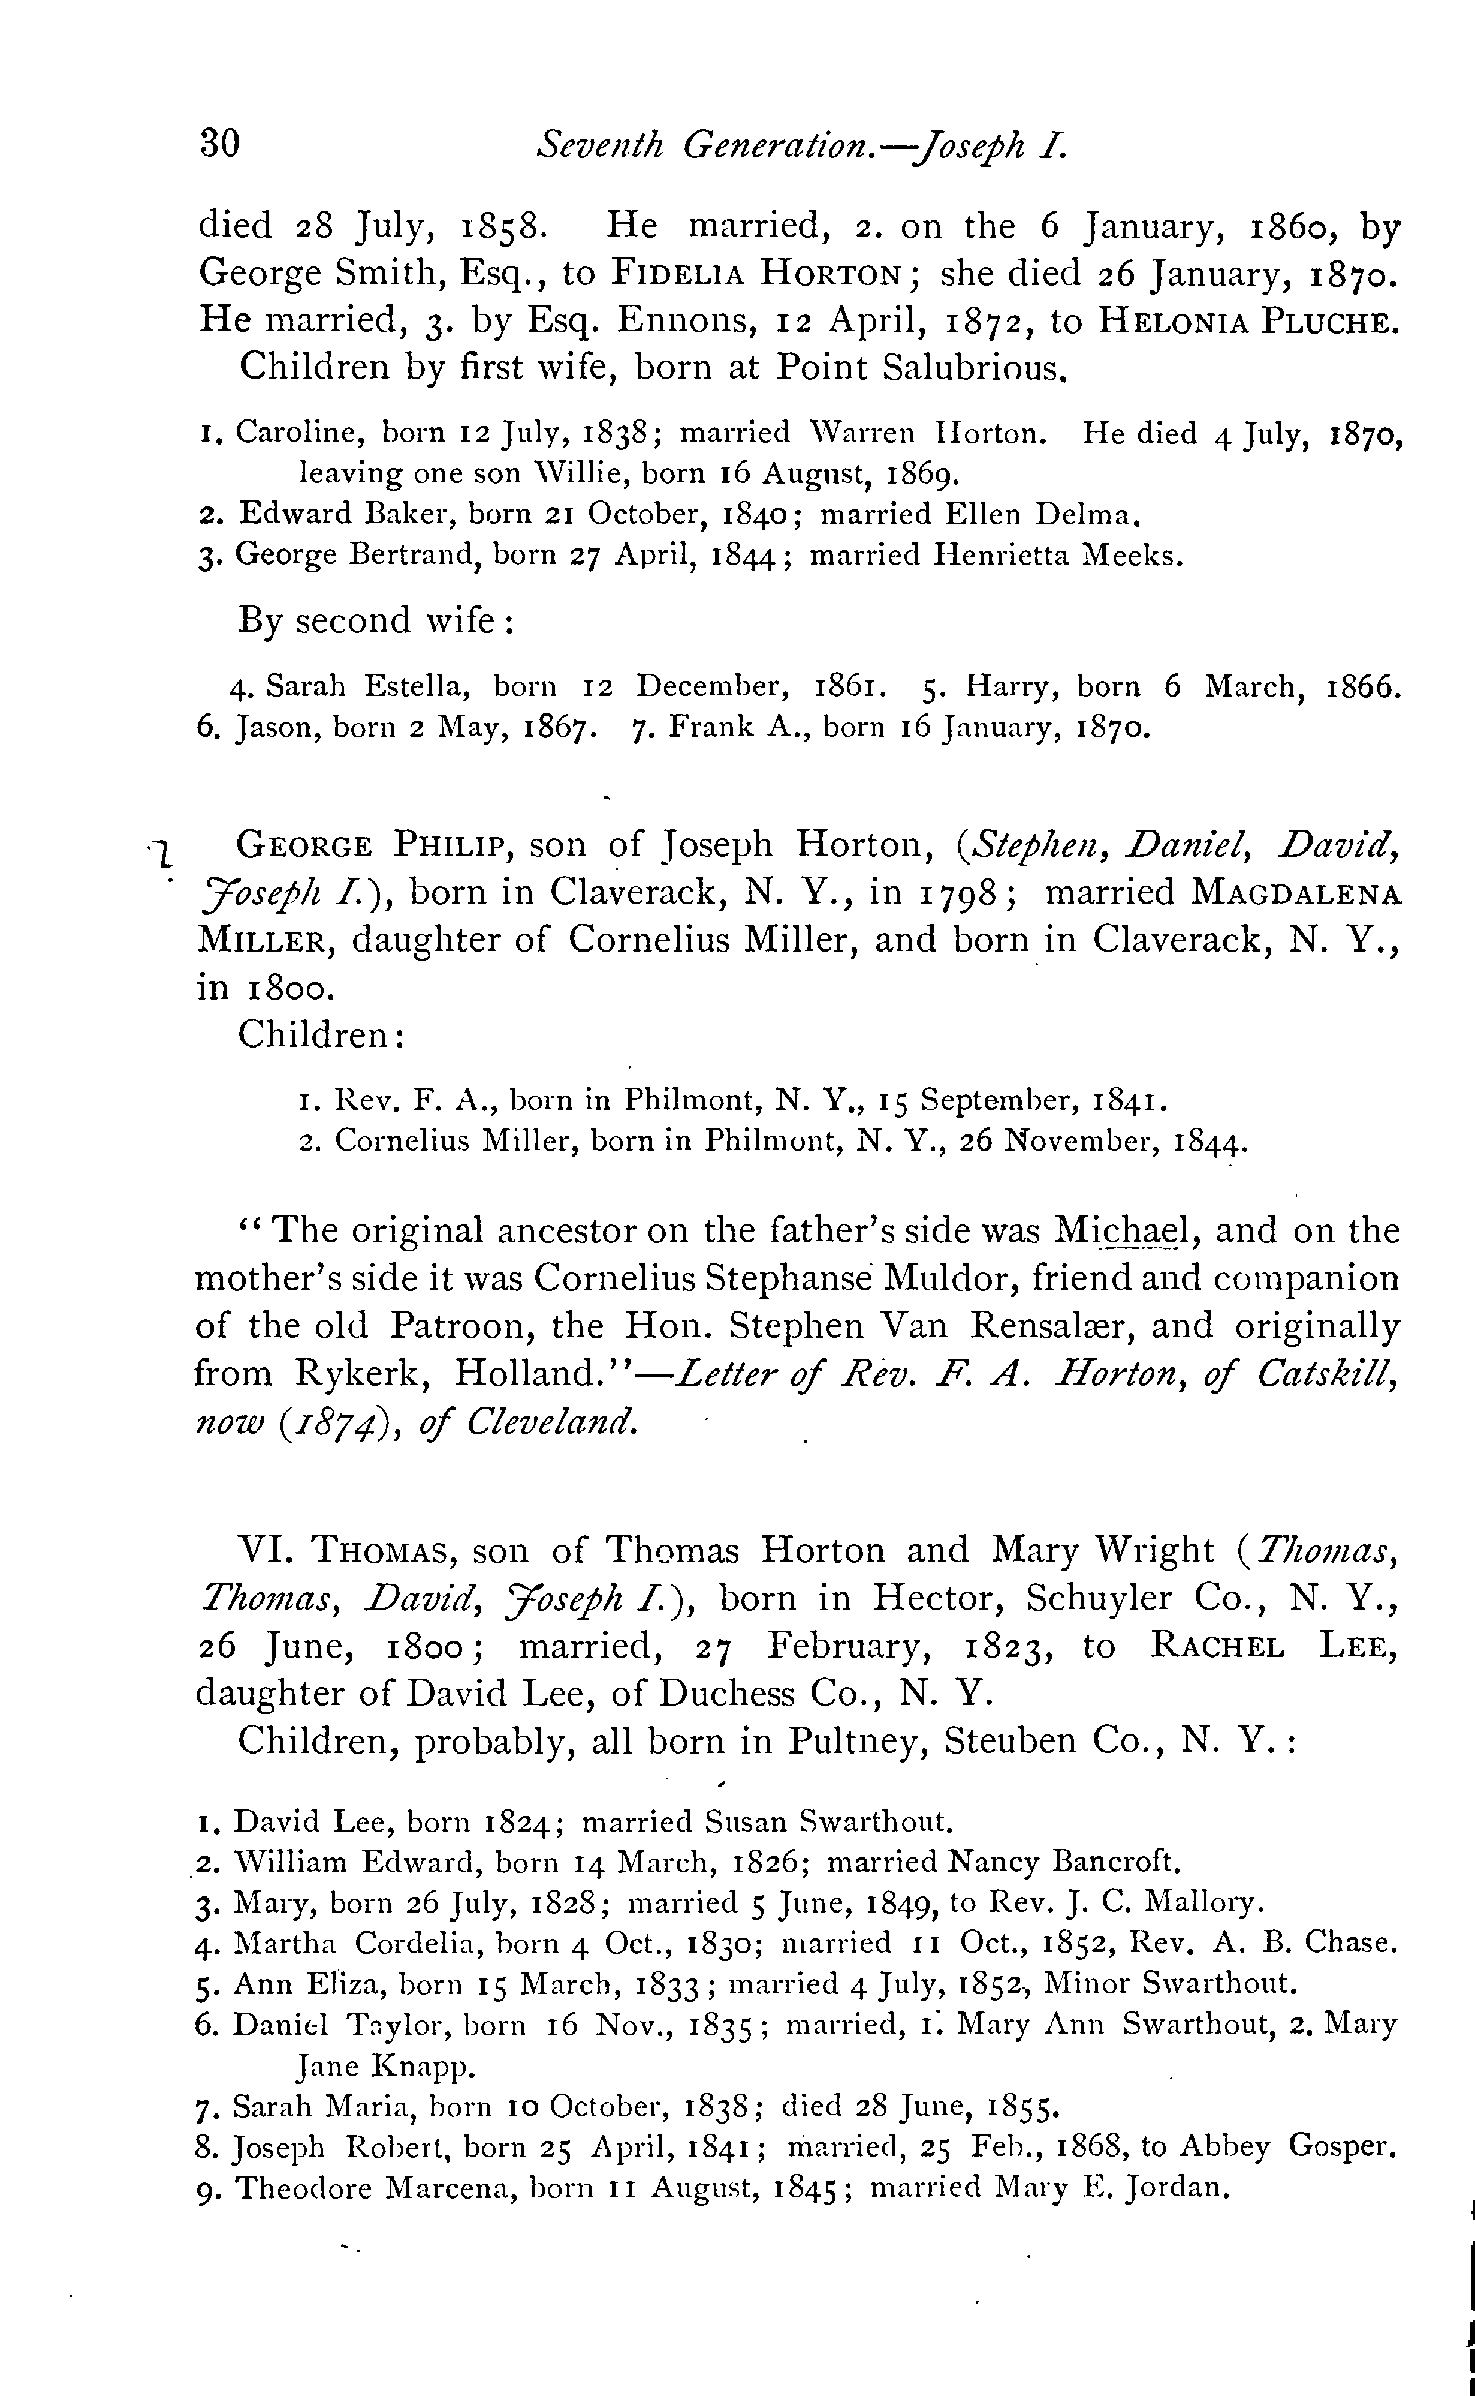 30 Seventh Generation.—Joseph I.
died 28 July, 1858. He married, 2. on the 6 January, 1860, by
George Smith, Esq., to FIDELIA HORTON; she died 26 January, 1870.
He married, 3. by Esq. Ennons, 12 April, 1872, to HELONIA PLUCHE.
Children by first wife, born at Point Salubrious.
1. Caroline, born 12 July, 1838; married Warren Horton. He died 4 July, 1870,
leaving one son Willie, born 16 August, 1869.
2. Edward Baker, born 21 October, 1840; married Ellen Delma.
3. George Bertrand, born 27 April, 1844; married Henrietta Meeks.
By second wife:
4. Sarah Estella, born 12 December, 1861. 5. Harry, born 6 March, 1866.
6. Jason, born 2 May, 1867. 7. Frank A., born 16 January, 1870.
GEORGE PHILIP, son of Joseph Horton, (Stephen, Daniel, David,
Joseph I.), born in Claverack, N. Y., in 1798; married MAGDALENA
MILLER, daughter of Cornelius Miller, and born in Claverack, N. Y.,
in 1800.
Children:
1. Rev. F. A., born in Philmont, N. Y., 15 September, 1841.
2. Cornelius Miller, born in Philmont, N. Y., 26 November, 1844.
"The original ancestor on the father's side was Michael, and on the
mother's side it was Cornelius Stephanse Muldor, friend and companion
of the old Patroon, the Hon. Stephen Van Rensalær, and originally
from Rykerk, Holland."—Letter of Rev. F. A. Horton, of Catskill,
now (1874), of Cleveland.
VI. THOMAS, son of Thomas Horton and Mary Wright (Thomas,
Thomas, David, Joseph I.), born in Hector, Schuyler Co., N. Y.,
26 June, 1800; married, 27 February, 1823, to RACHEL LEE,
daughter of David Lee, of Duchess Co., N. Y.
Children, probably, all born in Pultney, Steuben Co., N. Y.:
1. David Lee, born 1824; married Susan Swarthout.
2. William Edward, born 14 March, 1826; married Nancy Bancroft.
3. Mary, born 26 July, 1828; married 5 June, 1849, to Rev. J. C. Mallory.
4. Martha Cordelia, born 4 Oct., 1830; married 11 Oct., 1852, Rev. A. B. Chase.
5. Ann Eliza, born 15 March, 1833; married 4 July, 1852, Minor Swarthout.
6. Daniel Taylor, born 16 Nov., 1835; married, 1. Mary Ann Swarthout, 2. Mary
Jane Knapp.
7. Sarah Maria, born 10 October, 1838; died 28 June, 1855.
8. Joseph Robert, born 25 April, 1841; married, 25 Feb., 1868, to Abbey Gosper.
9. Theodore Marcena, born 11 August, 1845; married Mary E. Jordan.